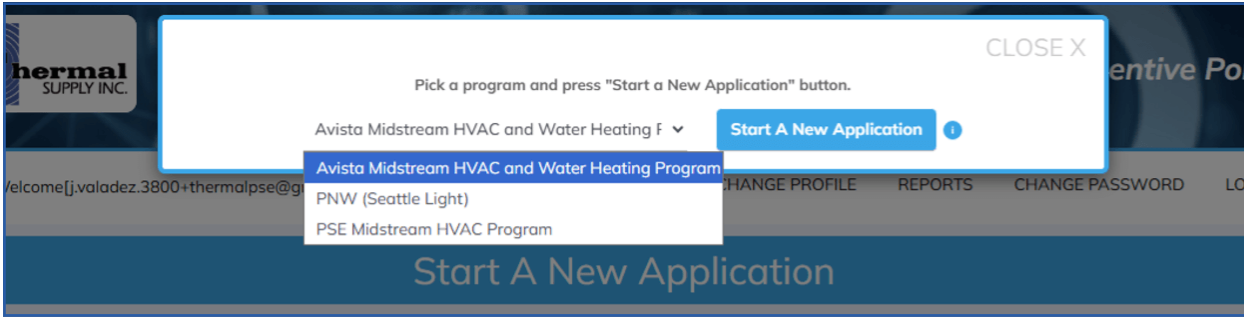 CLOSE X
hermal
SUPPLY INC.
entive Po
Pick a program and press "Start a New Application" button.
Avista Midstream HVAC and Water Heating F
Start A New Application
i
Avista Midstream HVAC and Water Heating Program
PNW (Seattle Light)
PSE Midstream HVAC Program
Velcome[j.valadez.3800+thermalpse@g
CHANGE PROFILE
REPORTS
CHANGE PASSWORD
LO
Start A New Application